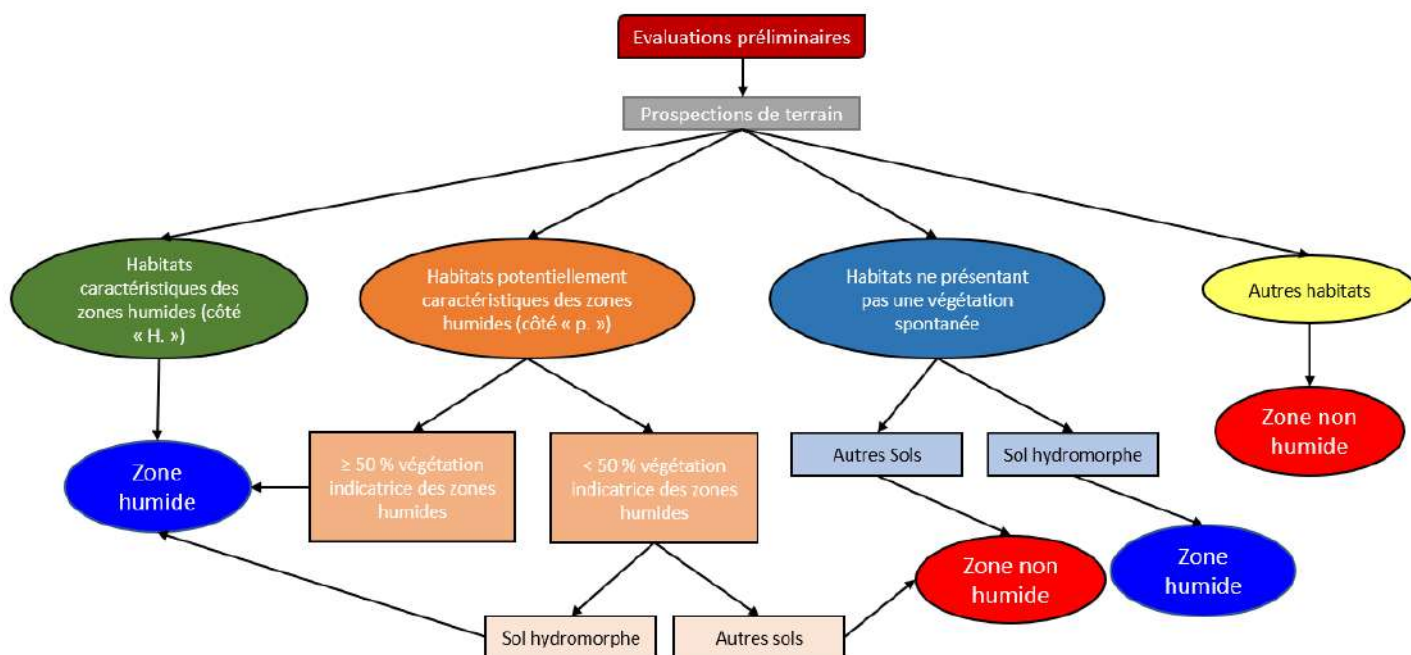 Evaluations préliminaires
Prospections de terrain
Habitats
caractéristiques des
zones humides (côté
« H. »)
Habitats potentiellement
caractéristiques des zones
humides (côté « p. »)
Habitats ne présentant
pas une végétation
spontanée
Autres habitats
Zone
humide
≥ 50 % végétation
indicatrice des zones
humides
< 50 % végétation
indicatrice des zones
humides
Autres Sols
Sol hydromorphe
Zone non
humide
Sol hydromorphe
Autres sols
Zone non
humide
Zone
humide